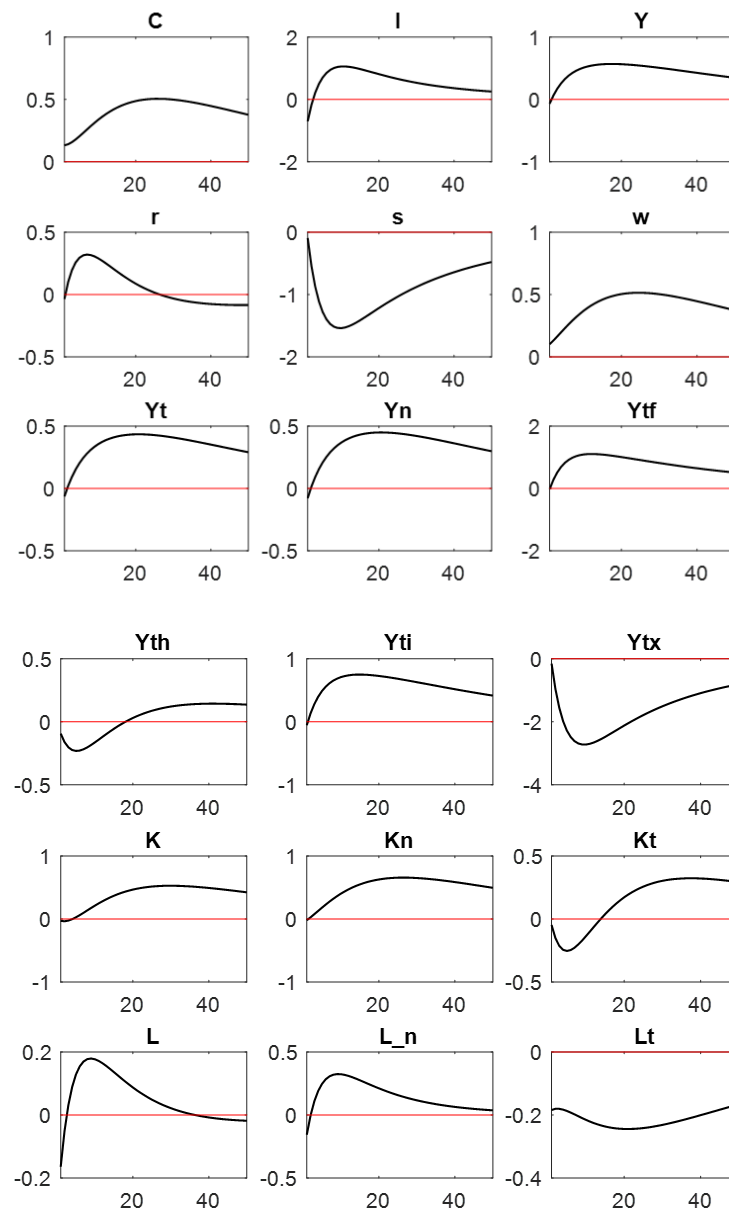 C I Y
1 2 1
0.5 0 0
0 -2 -1
20 40 20 40 20 40
r s w
0.5 0 1
0 -1 0.5
-0.5 -2 0
20 40 20 40 20 40
Yt Yn Ytf
0.5 0.5 2
0 0 0
-0.5 -0.5 -2
20 40 20 40 20 40
Yth Yti Ytx
0.5 1 0
0 0 -2
-0.5 -1 -4
20 40 20 40 20 40
K Kn Kt
1 1 0.5
0 0 0
-1 -1 -0.5
20 40 20 40 20 40
L L_n Lt
0.2 0.5 0
0 0 -0.2
-0.2 -0.5 -0.4
20 40 20 40 20 40